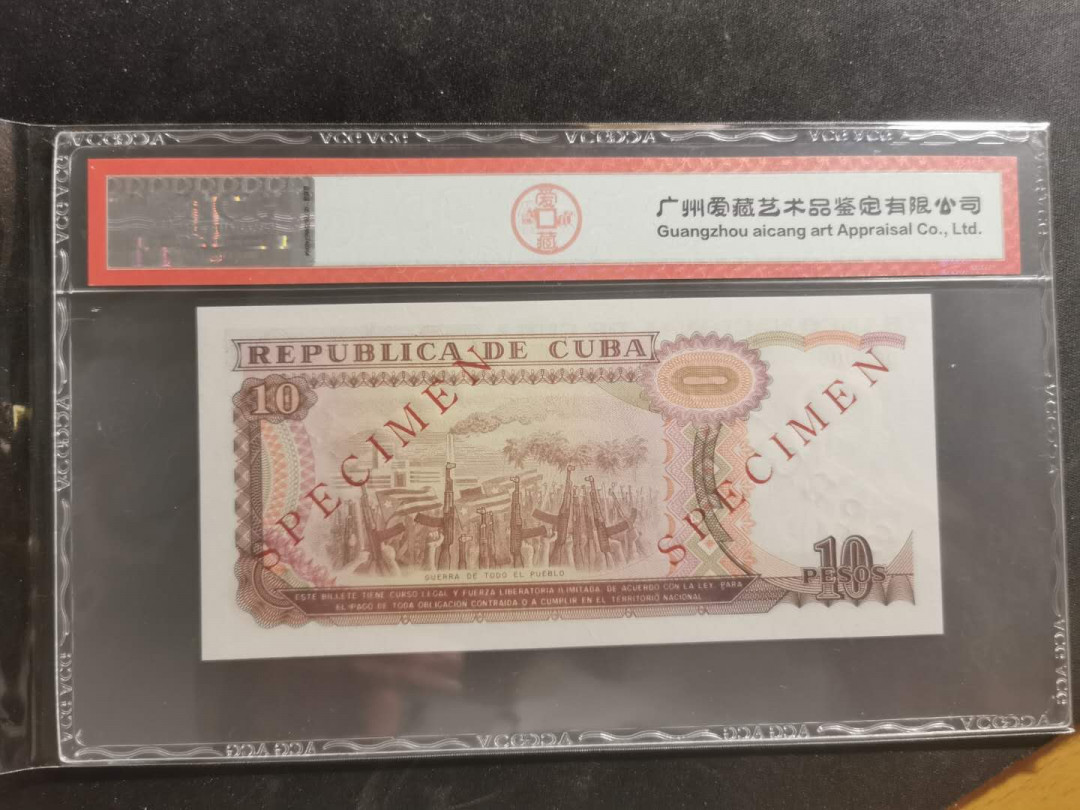 广州爱藏艺术品鉴定有限公司
Guangzhou aicang art Appraisal Co., Ltd.
爱
藏
REPUBLICA DE CUBA
10
SPECIMEN
SPECIMEN
GUERRA DE TODO EL PUEBLO
10
PESOS
ESTE BILLETE TIENE CURSO LEGAL Y FUERZA LIBERATORIA ILIMITADA, DE ACUERDO CON LA LEY, PARA
EL PAGO DE TODA OBLIGACION CONTRAIDA O A CUMPLIR EN EL TERRITORIO NACIONAL